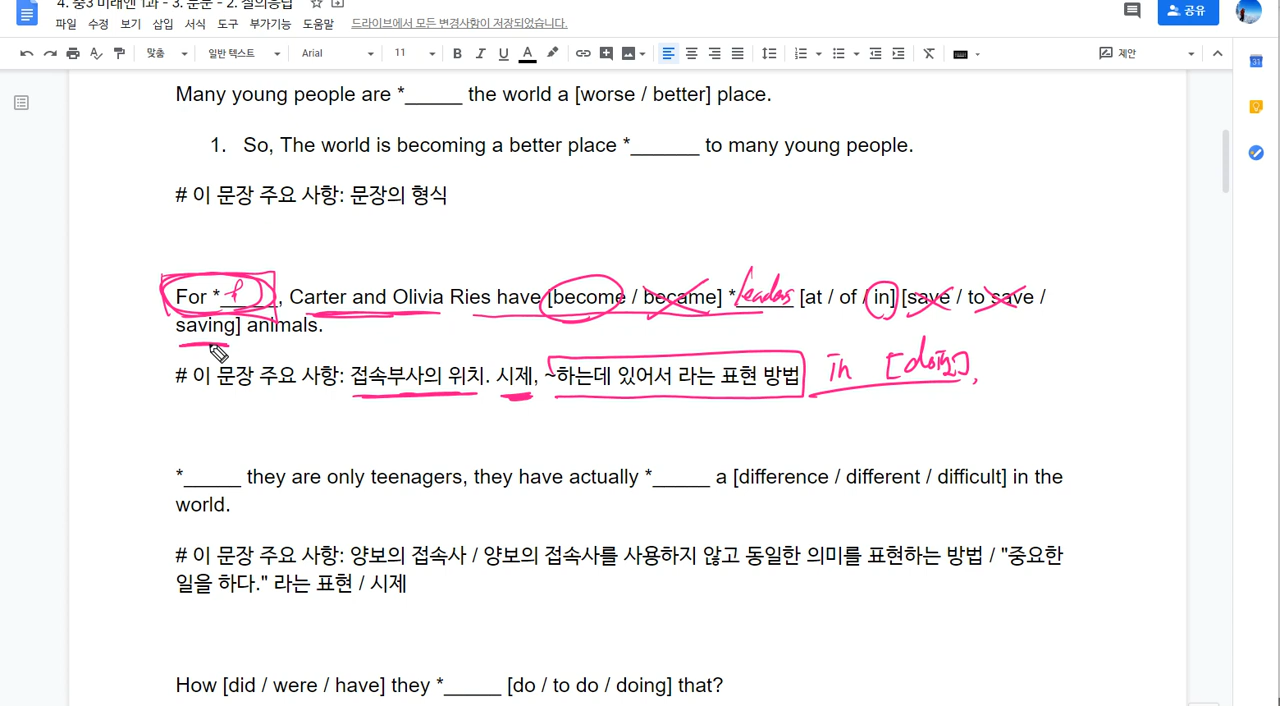 4. 중3 미래엔 1과 - 3. 본문 - 2. 질의응답
파일 수정 보기 삽입 서식 도구 부가기능 도움말 드라이브에서 모든 변경사항이 저장되었습니다.
공유
맞춤 일반 텍스트 Arial 11 B I U A 제안
31
Many young people are *_____ the world a [worse / better] place.
1. So, The world is becoming a better place *______ to many young people.
# 이 문장 주요 사항: 문장의 형식
For *_____, Carter and Olivia Ries have [become / became] *leaders [at / of / in] [save / to save /
saving] animals.
# 이 문장 주요 사항: 접속부사의 위치. 시제, ~하는데 있어서 라는 표현 방법 in [doing],
*_____ they are only teenagers, they have actually *_____ a [difference / different / difficult] in the
world.
# 이 문장 주요 사항: 양보의 접속사 / 양보의 접속사를 사용하지 않고 동일한 의미를 표현하는 방법 / "중요한
일을 하다." 라는 표현 / 시제
How [did / were / have] they *_____ [do / to do / doing] that?